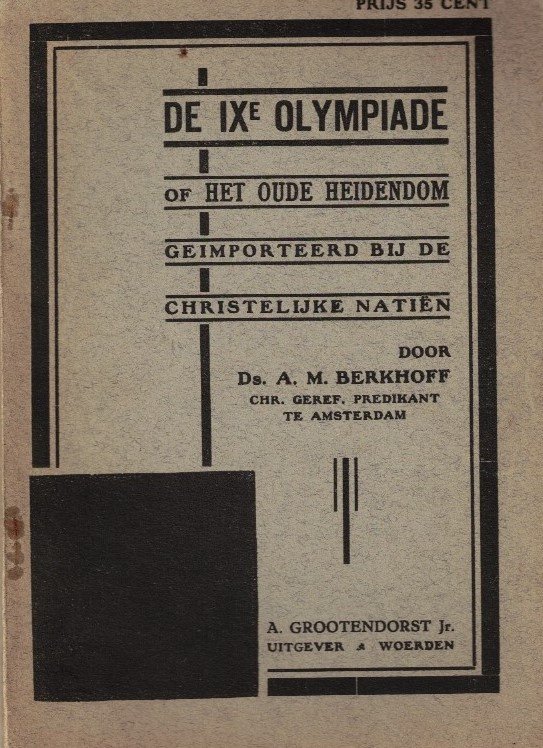 PRIJS 35 CENT
DE IXE OLYMPIADE
OF HET OUDE HEIDENDOM
GEIMPORTEERD BIJ DE
CHRISTELIJKE NATIËN
DOOR
Ds. A. M. BERKHOFF
CHR. GEREF. PREDIKANT
TE AMSTERDAM
A. GROOTENDORST Jr.
UITGEVER & WOERDEN